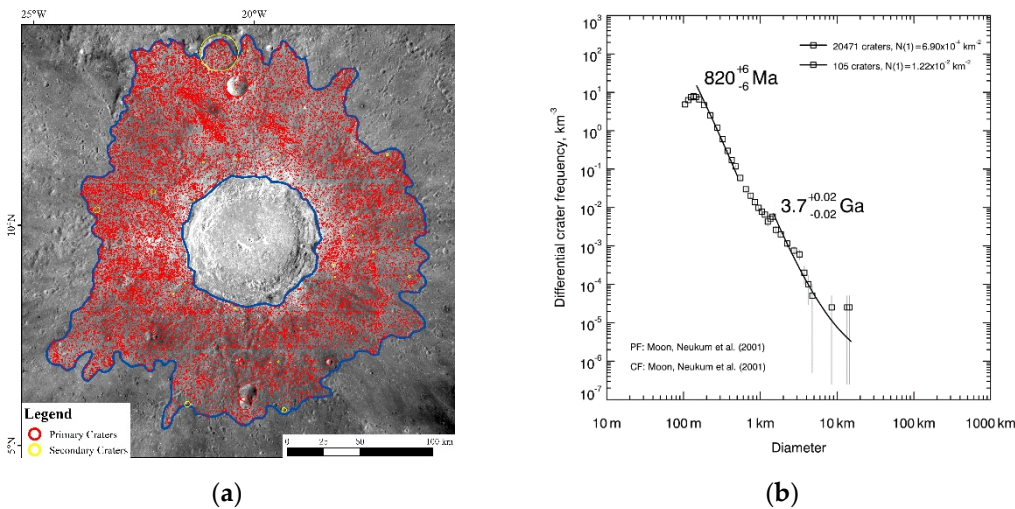 25°W
20°W
10°N
5°N
Legend
Primary Craters
Secondary Craters
0 25 50 100 km
(a)
Differential crater frequency, km⁻³
10³
10²
10¹
10⁰
10⁻¹
10⁻²
10⁻³
10⁻⁴
10⁻⁵
10⁻⁶
10⁻⁷
20471 craters, N(1)=6.90x10⁻⁴ km⁻²
105 craters, N(1)=1.22x10⁻² km⁻²
820 +6 -6 Ma
3.7 +0.02 -0.02 Ga
PF: Moon, Neukum et al. (2001)
CF: Moon, Neukum et al. (2001)
10 m 100 m 1 km 10 km 100 km 1000 km
Diameter
(b)